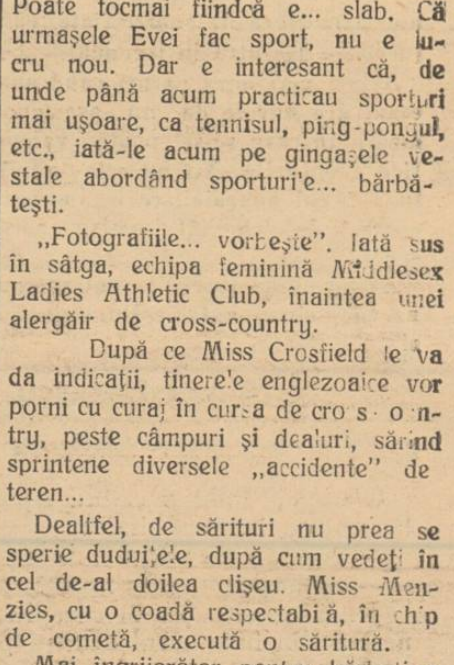 Poate tocmai fiindcă e... slab. Că
urmașele Evei fac sport, nu e lu-
cru nou. Dar e interesant că, de
unde până acum practicau sporturi
mai ușoare, ca tennisul, ping-pongul,
etc., iată-le acum pe gingașele ve-
stale abordând sporturi'e... bărbă-
tești.
„Fotografiile... vorbește”. Iată sus
în sâtga, echipa feminină Middlesex
Ladies Athletic Club, înaintea unei
alergăir de cross-country.
După ce Miss Crosfield le va
da indicații, tinere'e englezoaice vor
porni cu curaj în cursa de cro s - o n-
try, peste câmpuri și dealuri, sărind
sprintene diversele „accidente” de
teren...
Dealtfel, de sărituri nu prea se
sperie duduițele, după cum vedeți în
cel de-al doilea clișeu. Miss Men-
zies, cu o coadă respectabi ă, în chip
de cometă, execută o săritură.
Mai îngrijorător